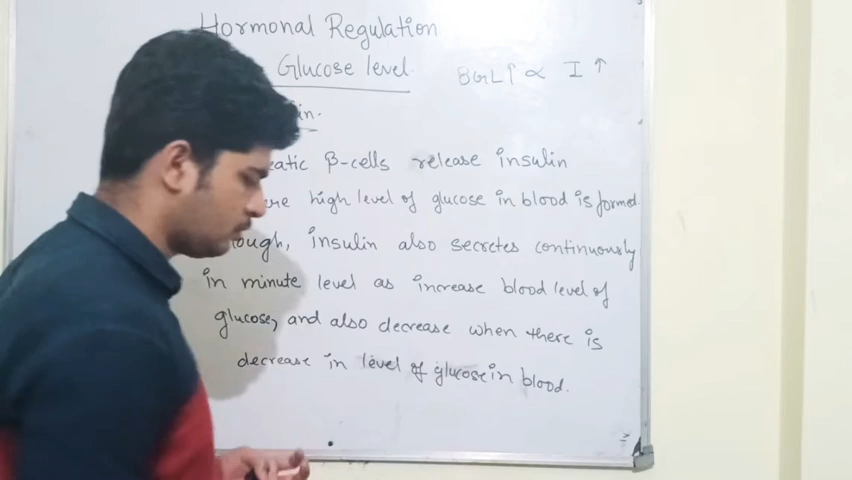 Hormonal Regulation
Glucose level.
BGL↑ ∝ I ↑
in.
eatic β-cells release insulin
ere high level of glucose in blood is formed.
ough, insulin also secretes continuously
in minute level as increase blood level of
glucose, and also decrease when there is
decrease in level of glucose in blood.